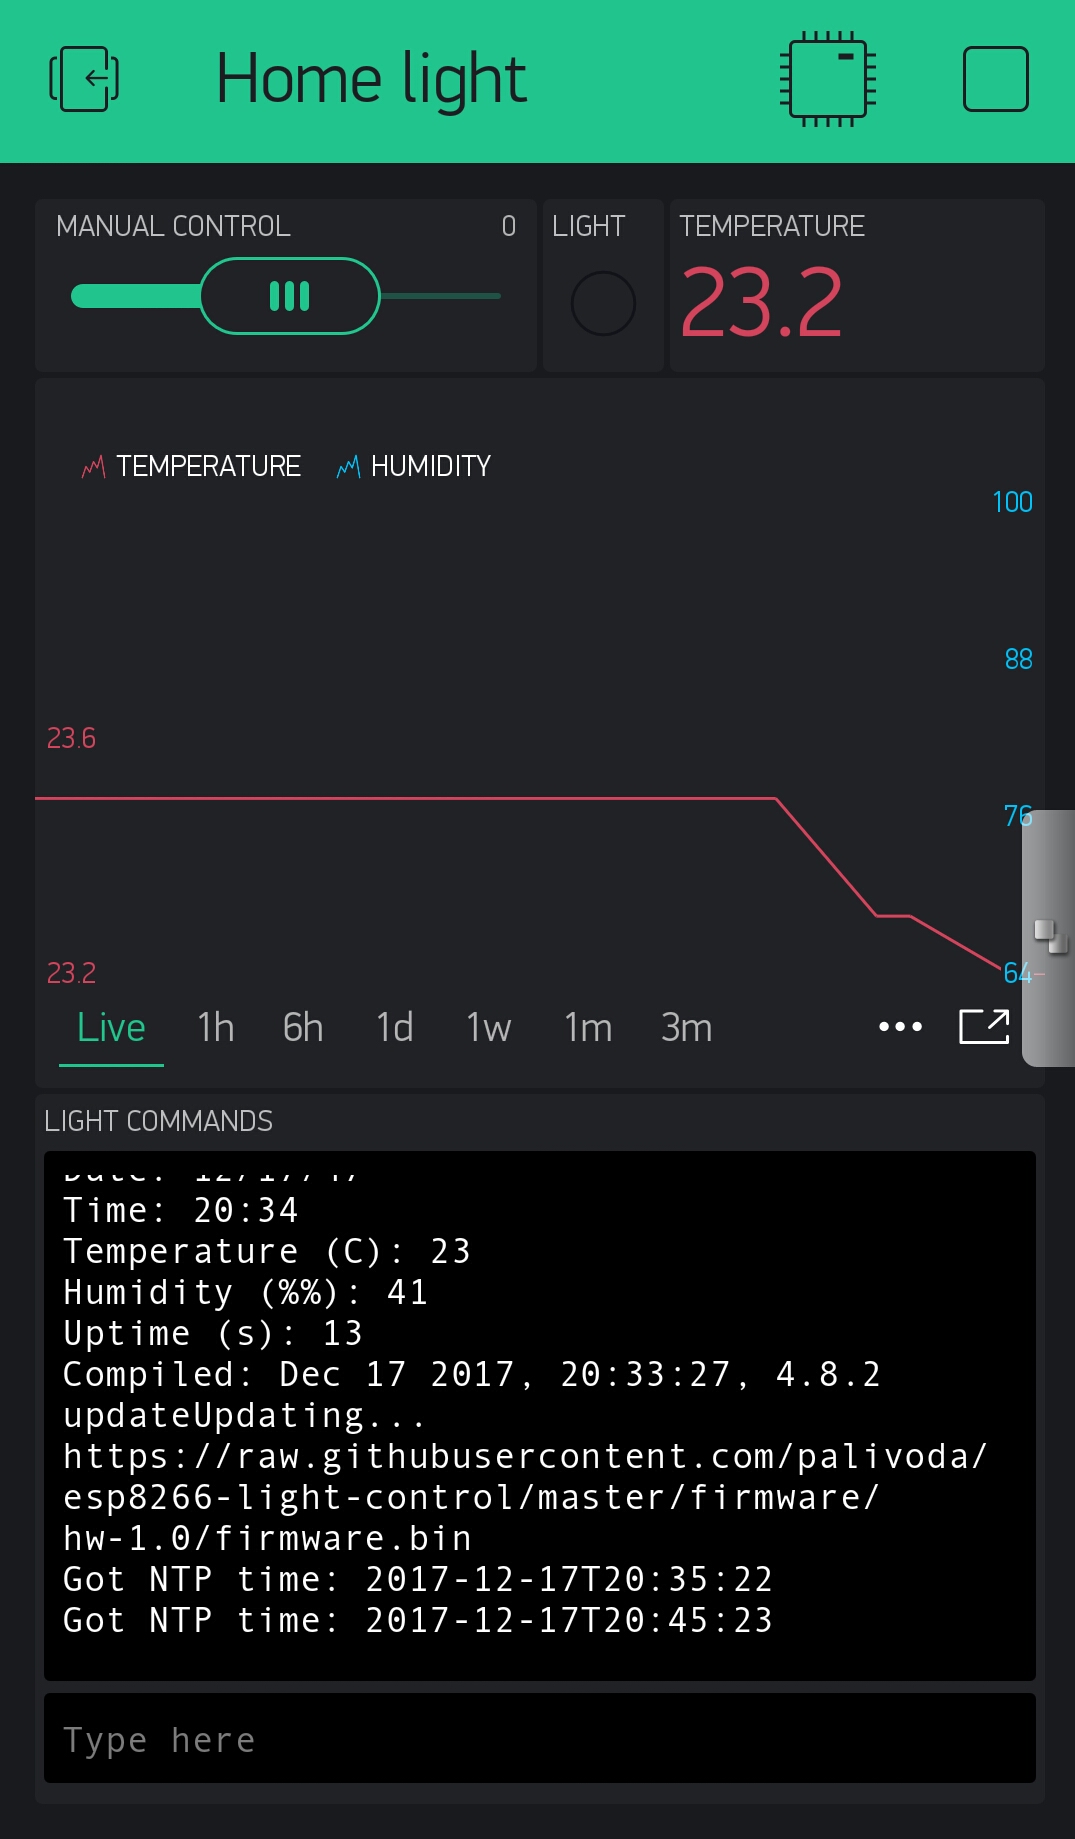 Home light
MANUAL CONTROL 0
LIGHT
TEMPERATURE
23.2
TEMPERATURE HUMIDITY
100
88
23.6
76
23.2
64
Live 1h 6h 1d 1w 1m 3m
LIGHT COMMANDS
Time: 20:34
Temperature (C): 23
Humidity (%%): 41
Uptime (s): 13
Compiled: Dec 17 2017, 20:33:27, 4.8.2
updateUpdating...
https://raw.githubusercontent.com/palivoda/
esp8266-light-control/master/firmware/
hw-1.0/firmware.bin
Got NTP time: 2017-12-17T20:35:22
Got NTP time: 2017-12-17T20:45:23
Type here